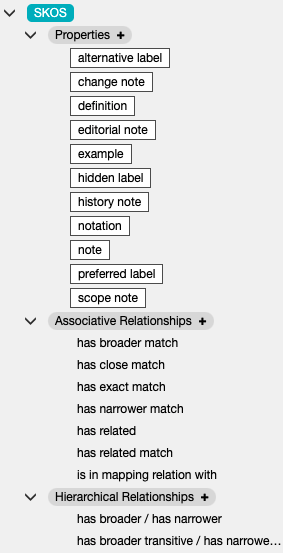 SKOS
Properties +
alternative label
change note
definition
editorial note
example
hidden label
history note
notation
note
preferred label
scope note
Associative Relationships +
has broader match
has close match
has exact match
has narrower match
has related
has related match
is in mapping relation with
Hierarchical Relationships +
has broader / has narrower
has broader transitive / has narrowe...